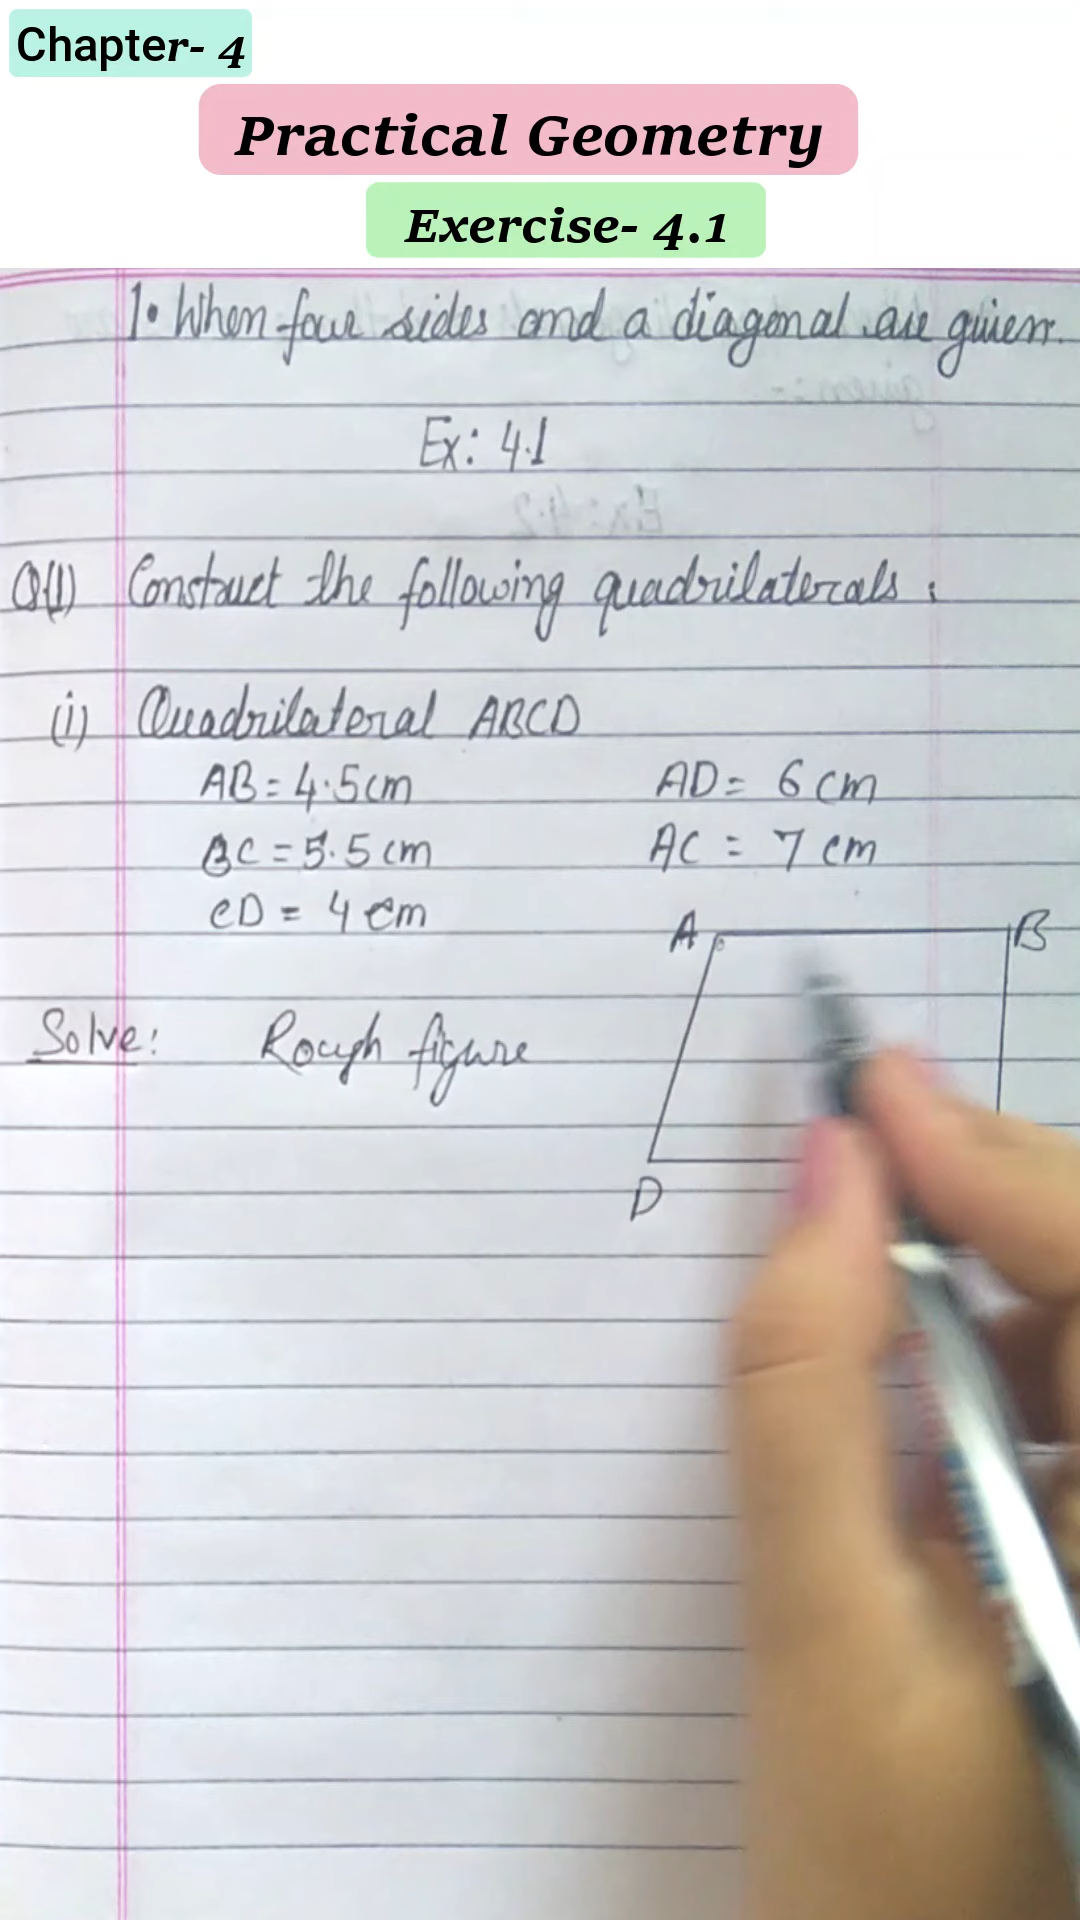 Chapter- 4
Practical Geometry
Exercise- 4.1
1. When four sides and a diagonal are given.
Ex: 4.1
Q(1) Construct the following quadrilaterals:
(i) Quadrilateral ABCD
AB = 4.5cm AD = 6 cm
BC = 5.5 cm AC = 7 cm
CD = 4 cm
A B
Solve: Rough figure
D